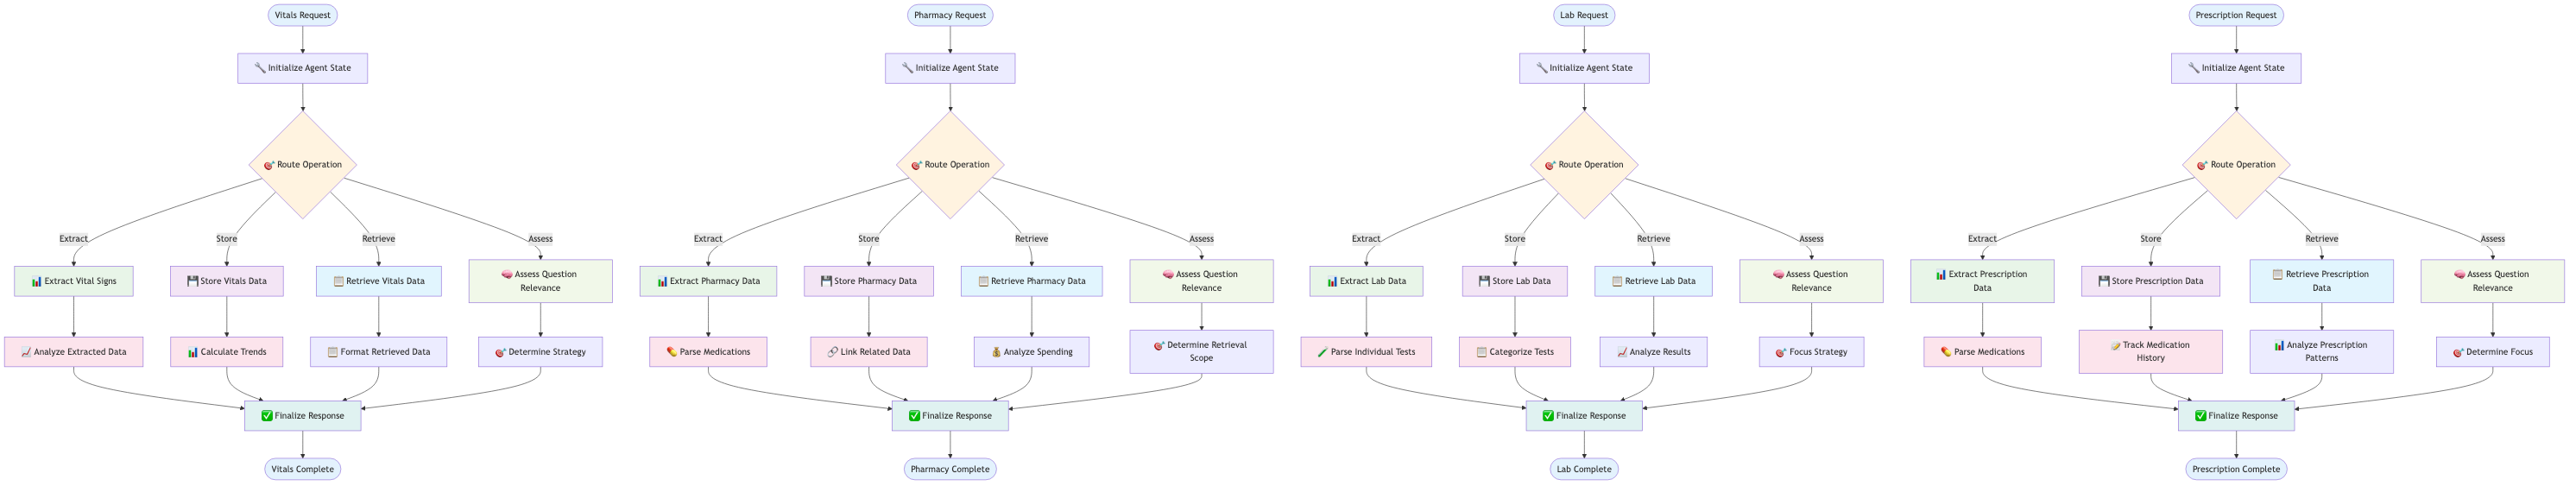 Vitals Request
🔧 Initialize Agent State
🎯 Route Operation
Extract
Store
Retrieve
Assess
📊 Extract Vital Signs
💾 Store Vitals Data
📋 Retrieve Vitals Data
🧠 Assess Question
Relevance
📈 Analyze Extracted Data
📊 Calculate Trends
📋 Format Retrieved Data
🎯 Determine Strategy
✅ Finalize Response
Vitals Complete
Pharmacy Request
🔧 Initialize Agent State
🎯 Route Operation
Extract
Store
Retrieve
Assess
📊 Extract Pharmacy Data
💾 Store Pharmacy Data
📋 Retrieve Pharmacy Data
🧠 Assess Question
Relevance
💊 Parse Medications
🔗 Link Related Data
💰 Analyze Spending
🎯 Determine Retrieval
Scope
✅ Finalize Response
Pharmacy Complete
Lab Request
🔧 Initialize Agent State
🎯 Route Operation
Extract
Store
Retrieve
Assess
📊 Extract Lab Data
💾 Store Lab Data
📋 Retrieve Lab Data
🧠 Assess Question
Relevance
🧪 Parse Individual Tests
📋 Categorize Tests
📈 Analyze Results
🎯 Focus Strategy
✅ Finalize Response
Lab Complete
Prescription Request
🔧 Initialize Agent State
🎯 Route Operation
Extract
Store
Retrieve
Assess
📊 Extract Prescription
Data
💾 Store Prescription Data
📋 Retrieve Prescription
Data
🧠 Assess Question
Relevance
💊 Parse Medications
📝 Track Medication
History
📊 Analyze Prescription
Patterns
🎯 Determine Focus
✅ Finalize Response
Prescription Complete